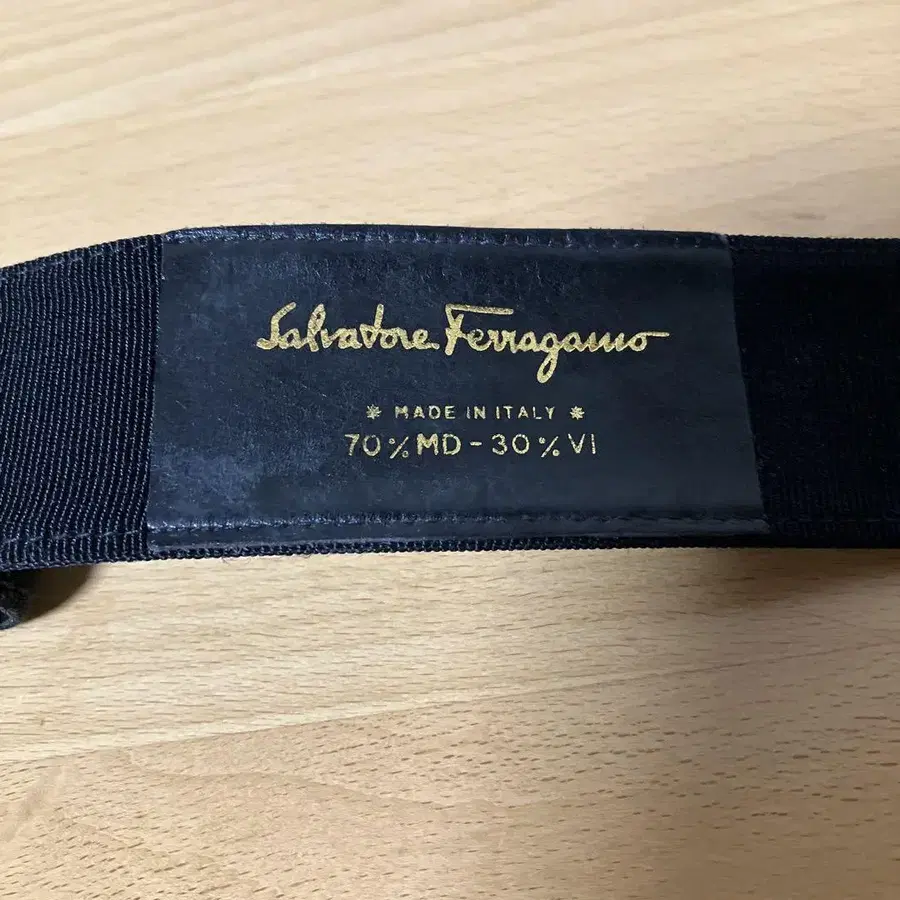 Salvatore Ferragamo
* MADE IN ITALY *
70% MD - 30% VI